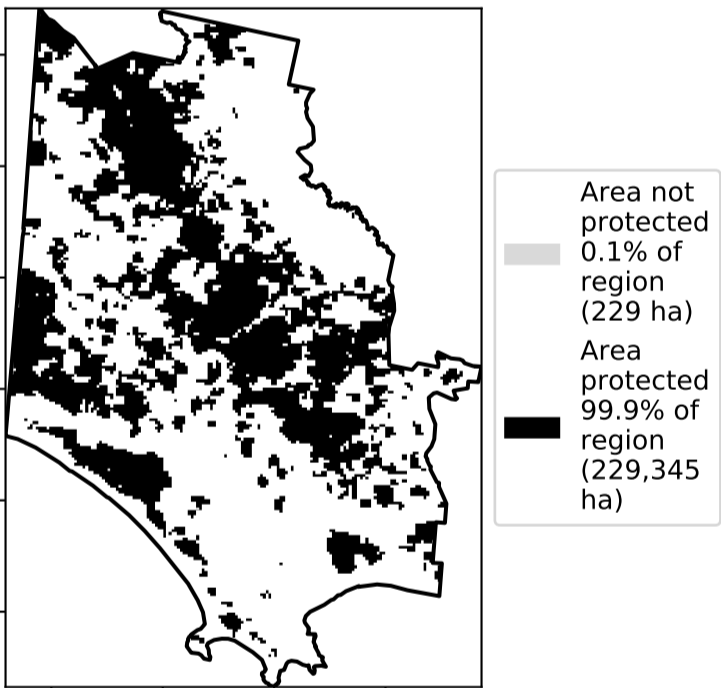 Area not
protected
0.1% of
region
(229 ha)
Area
protected
99.9% of
region
(229,345
ha)